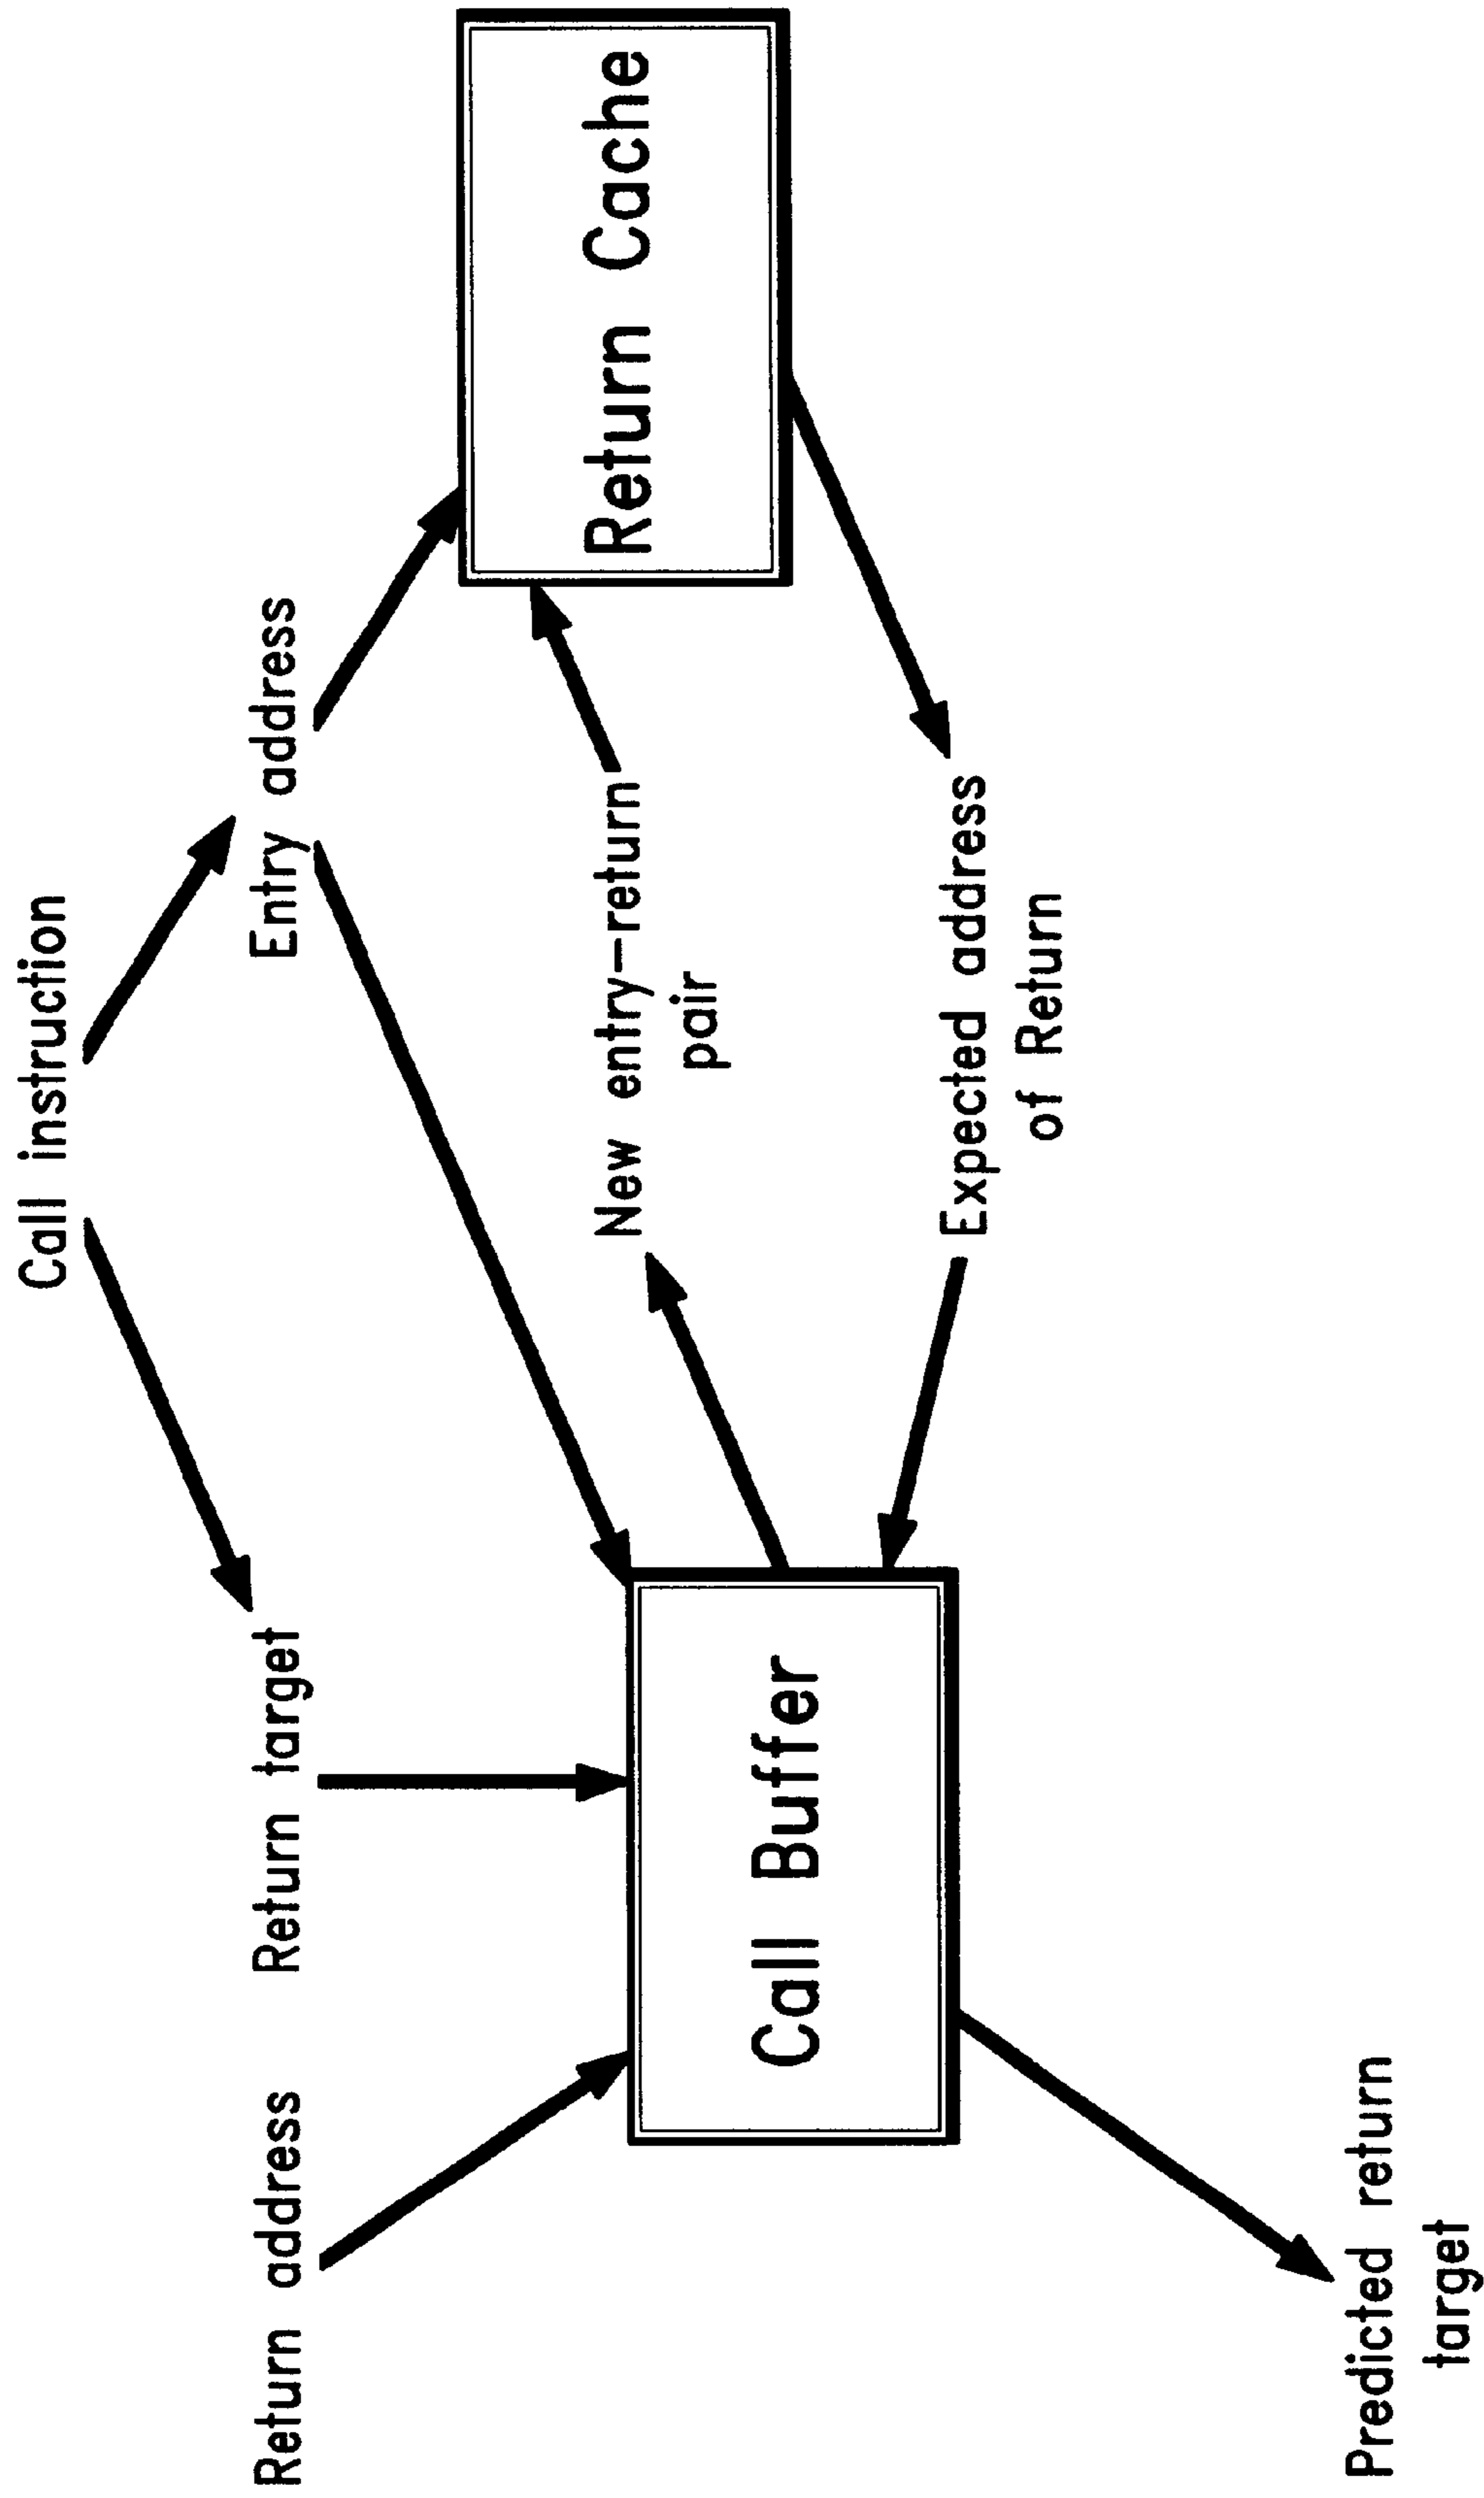 Call instruction
Return address
Return target
Entry address
Return Cache
New entry-return
pair
Call Buffer
Expected address
of Return
Predicted return
target